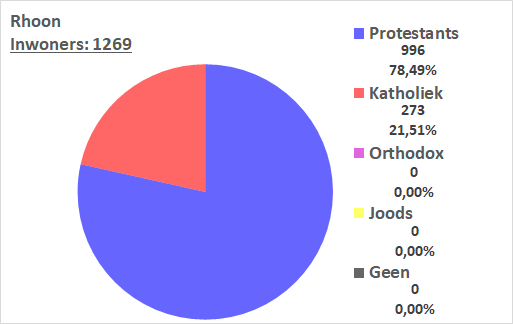 Rhoon
Inwoners: 1269
Protestants
996
78,49%
Katholiek
273
21,51%
Orthodox
0
0,00%
Joods
0
0,00%
Geen
0
0,00%